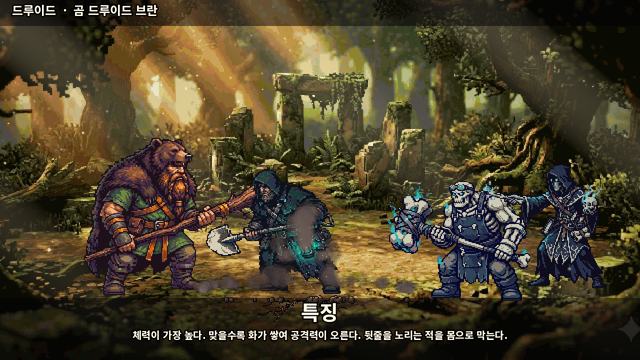 드루이드 · 곰 드루이드 브란
특징
체력이 가장 높다. 맞을수록 화가 쌓여 공격력이 오른다. 뒷줄을 노리는 적을 몸으로 막는다.